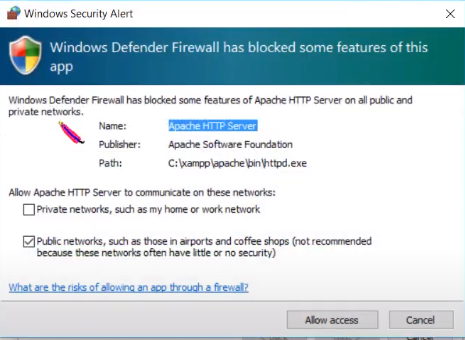 Windows Security Alert
Windows Defender Firewall has blocked some features of this
app
Windows Defender Firewall has blocked some features of Apache HTTP Server on all public and
private networks.
Name: Apache HTTP Server
Publisher: Apache Software Foundation
Path: C:\xampp\apache\bin\httpd.exe
Allow Apache HTTP Server to communicate on these networks:
Private networks, such as my home or work network
Public networks, such as those in airports and coffee shops (not recommended
because these networks often have little or no security)
What are the risks of allowing an app through a firewall?
Allow access Cancel